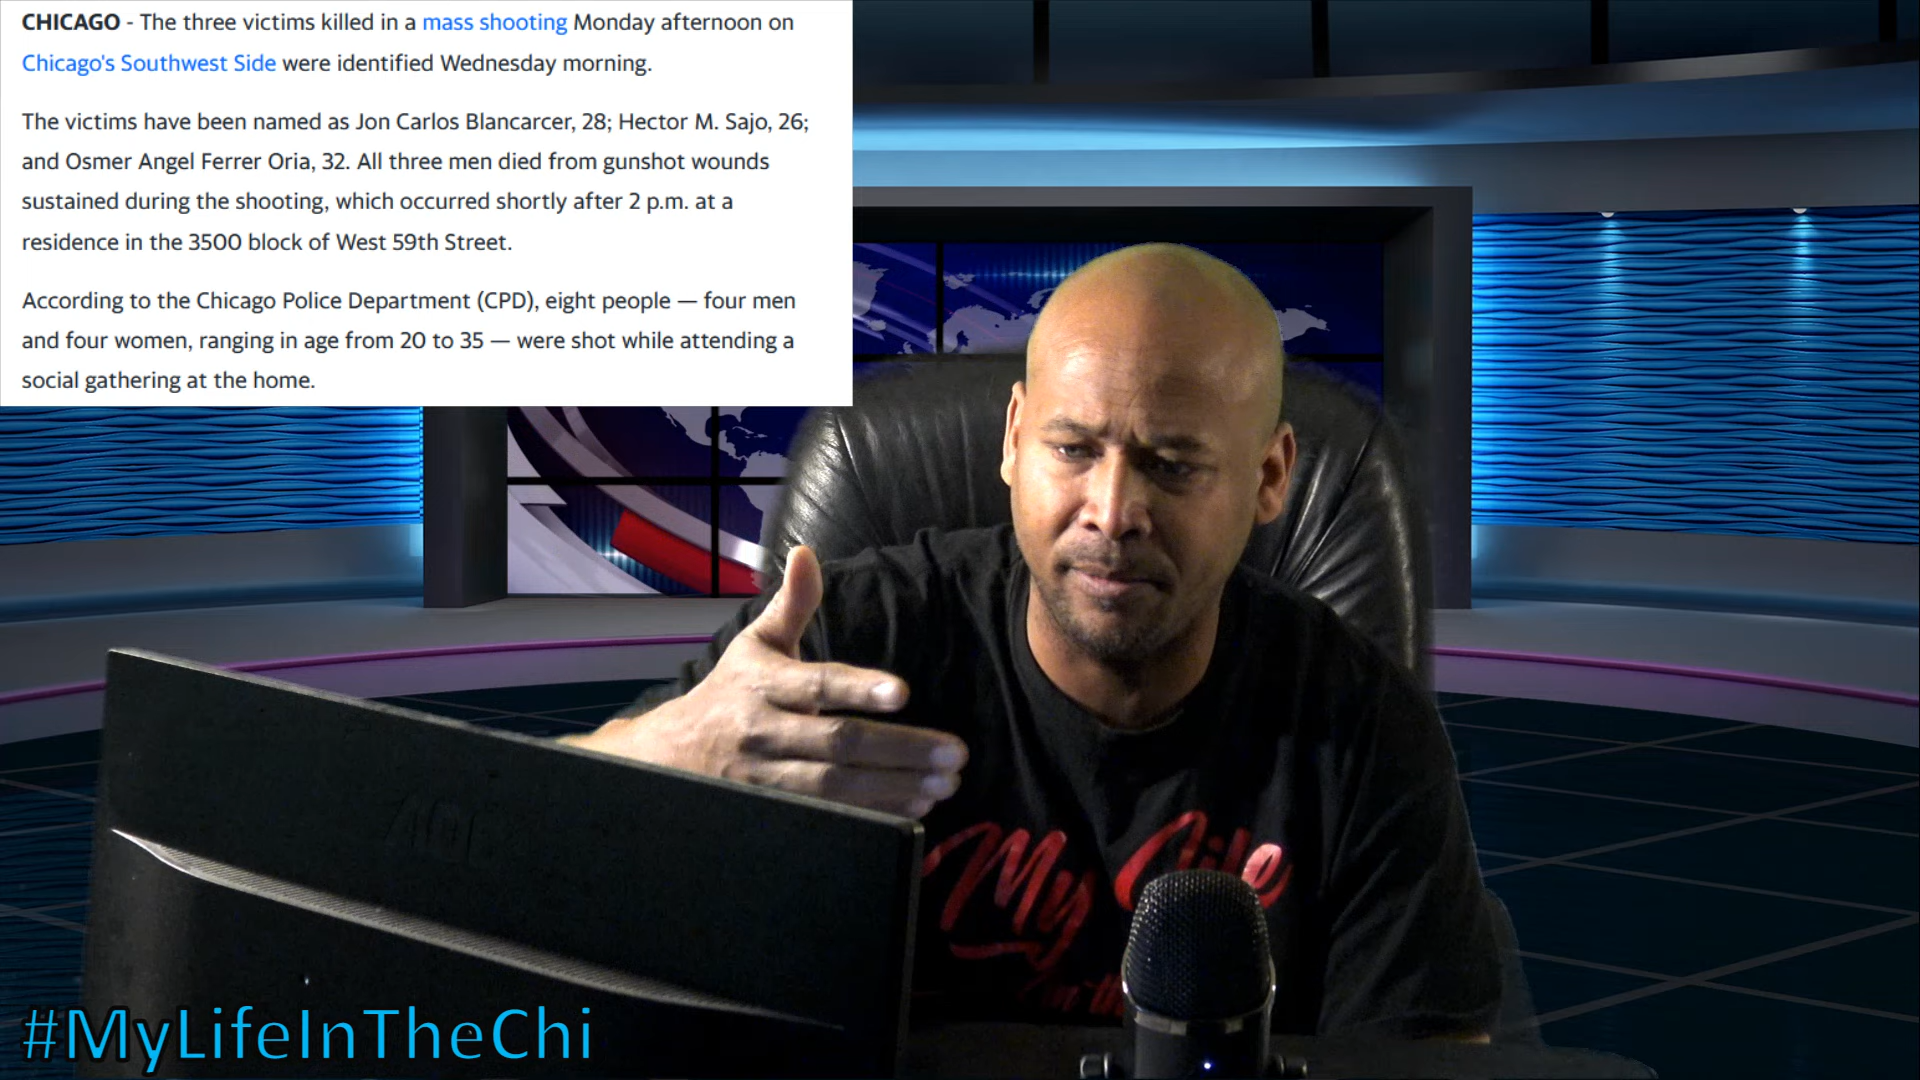 CHICAGO - The three victims killed in a mass shooting Monday afternoon on
Chicago's Southwest Side were identified Wednesday morning.
The victims have been named as Jon Carlos Blancarcer, 28; Hector M. Sajo, 26;
and Osmer Angel Ferrer Oria, 32. All three men died from gunshot wounds
sustained during the shooting, which occurred shortly after 2 p.m. at a
residence in the 3500 block of West 59th Street.
According to the Chicago Police Department (CPD), eight people — four men
and four women, ranging in age from 20 to 35 — were shot while attending a
social gathering at the home.
My Life
in the
#MyLifeInTheChi